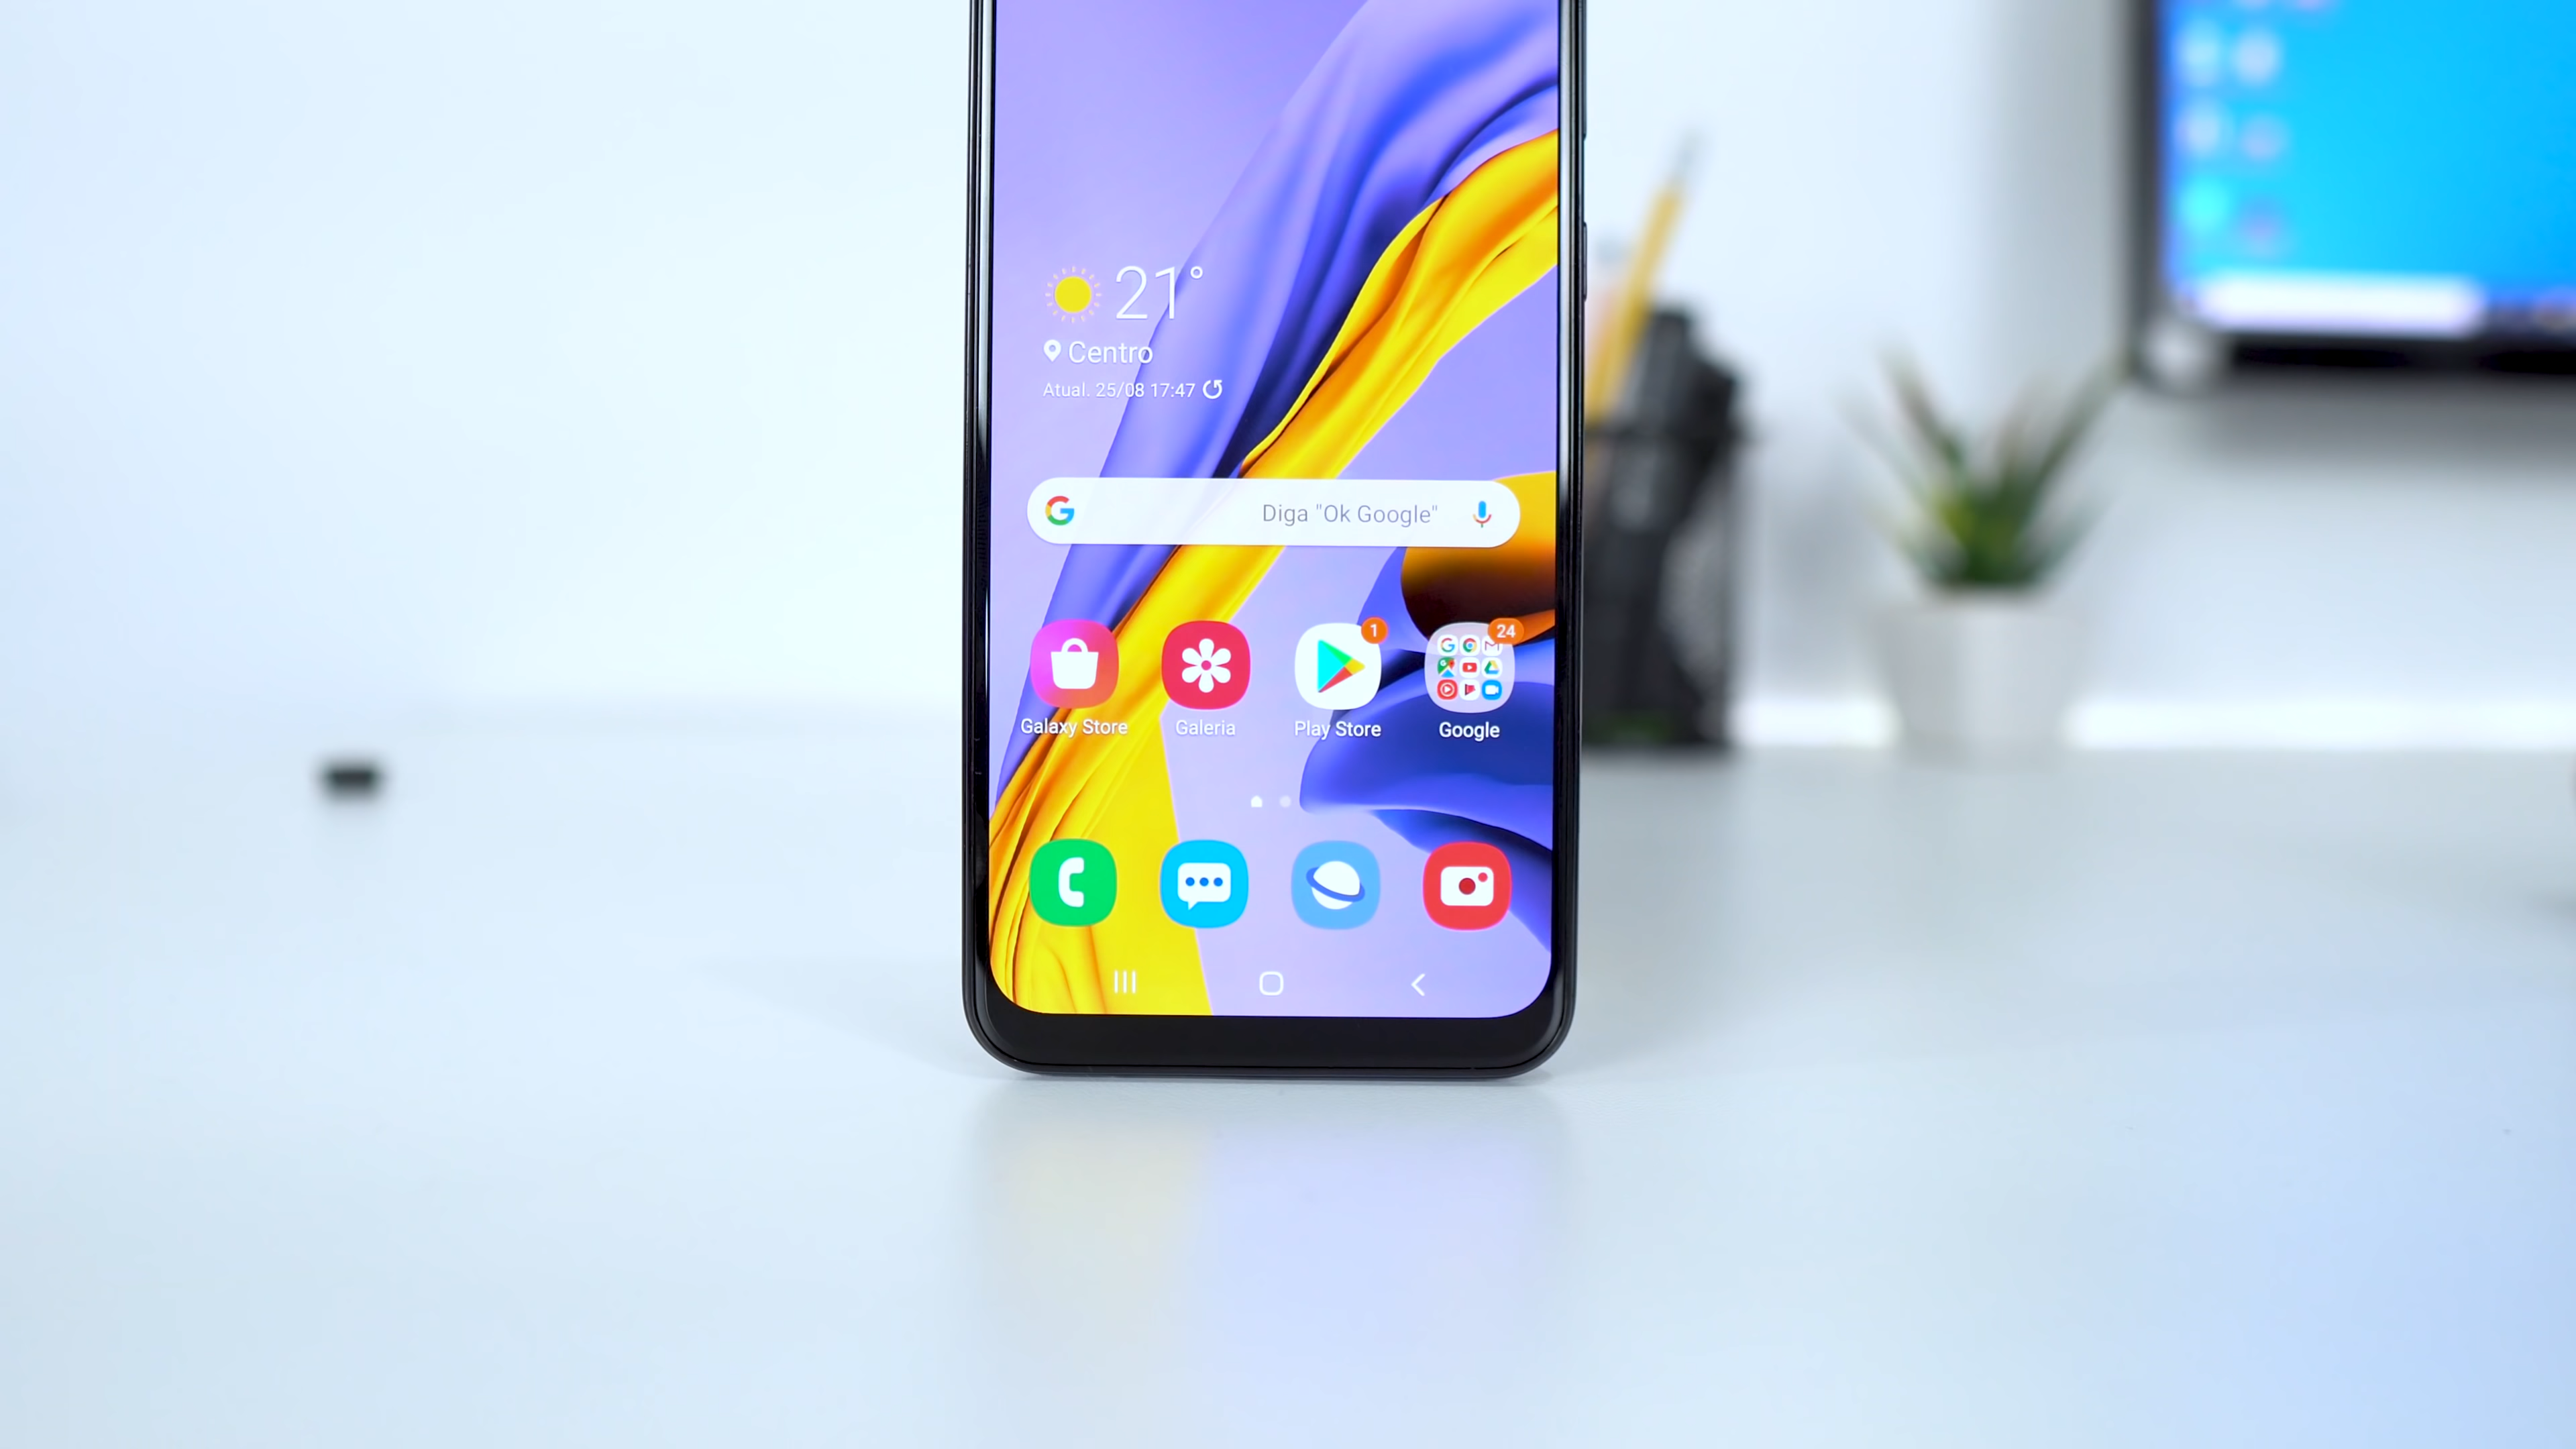 21°
Centro
Atual. 25/08 17:47
G Diga "Ok Google"
1
24
Galaxy Store
Galeria
Play Store
Google